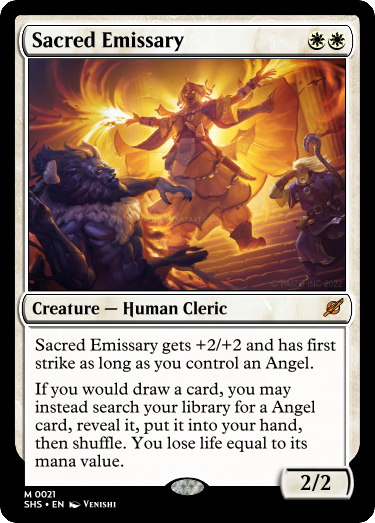 Sacred Emissary
© PAIZO INC 2022
Creature — Human Cleric
Sacred Emissary gets +2/+2 and has first
strike as long as you control an Angel.
If you would draw a card, you may
instead search your library for a Angel
card, reveal it, put it into your hand,
then shuffle. You lose life equal to its
mana value.
2/2
M 0021
SHS • EN VENISHI